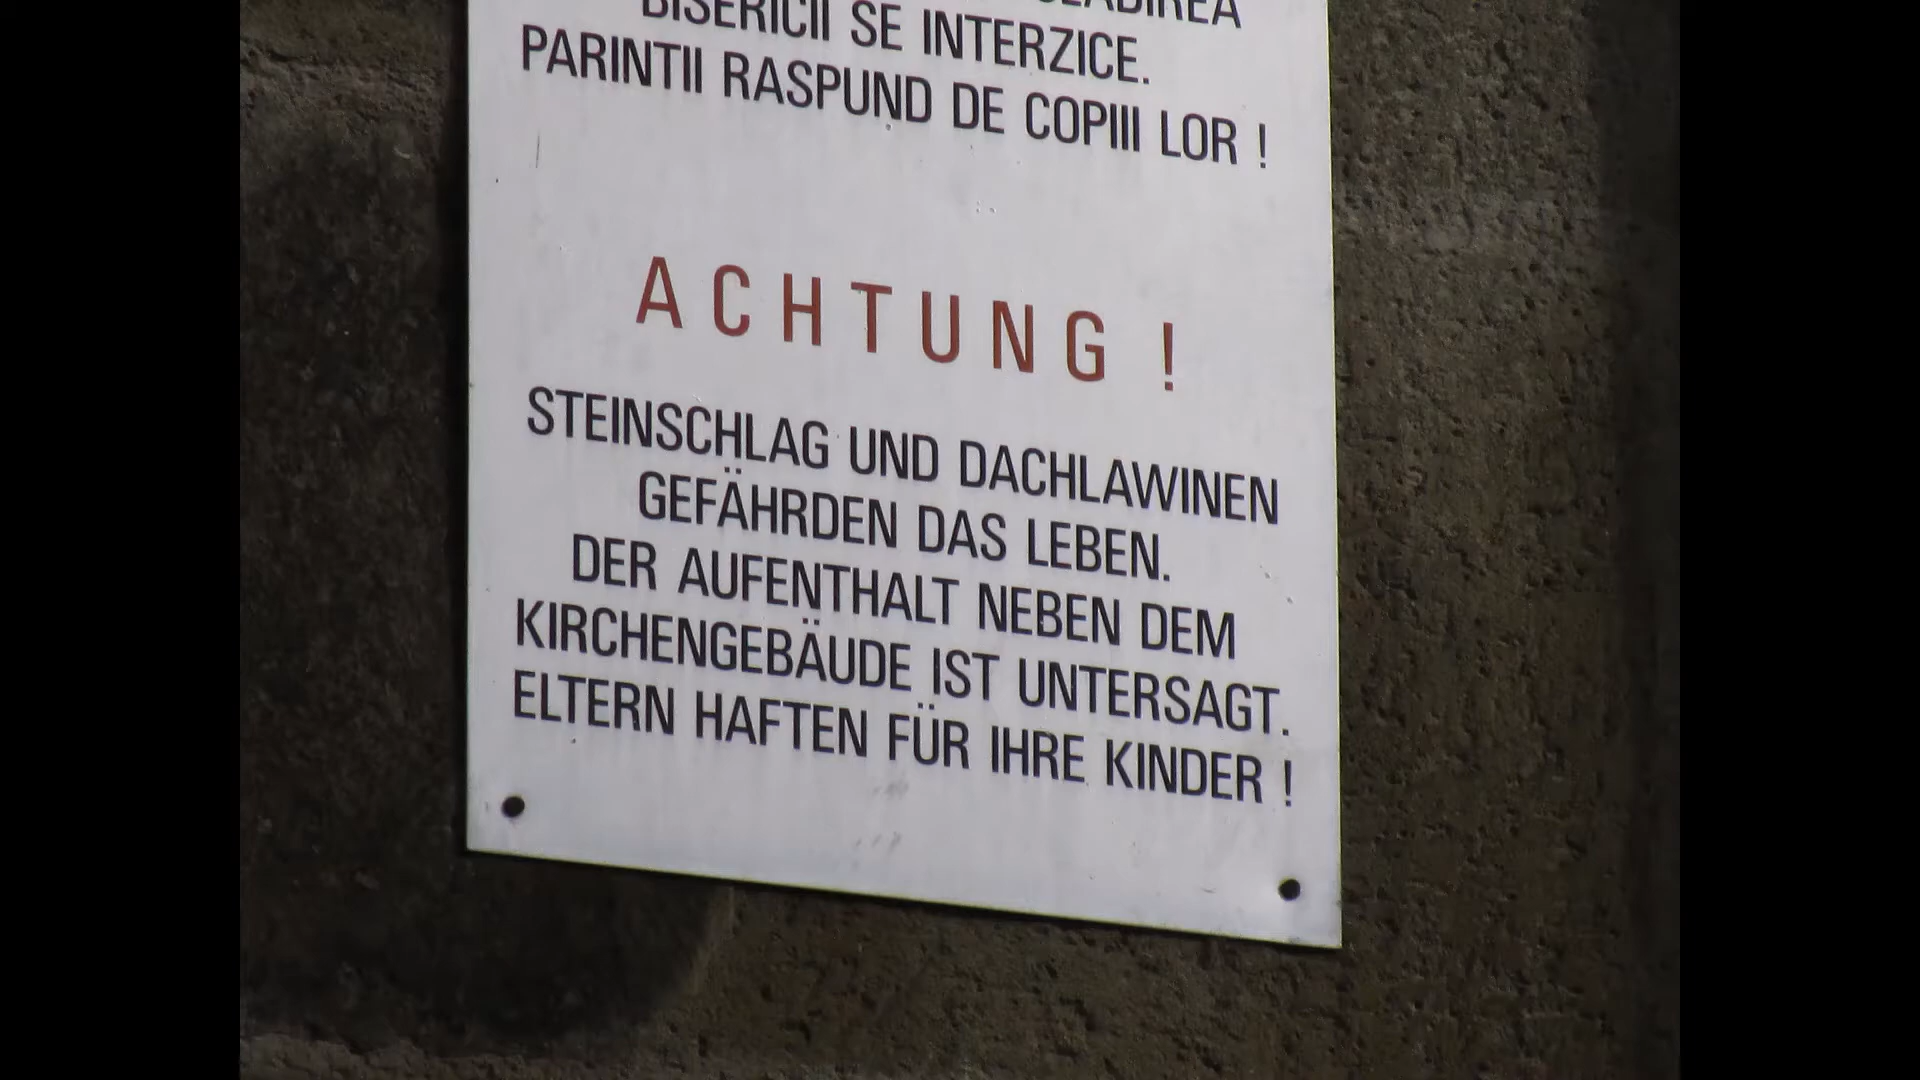 BISERICII SE INTERZICE.
PARINTII RASPUND DE COPIII LOR !
ACHTUNG !
STEINSCHLAG UND DACHLAWINEN
GEFÄHRDEN DAS LEBEN.
DER AUFENTHALT NEBEN DEM
KIRCHENGEBÄUDE IST UNTERSAGT.
ELTERN HAFTEN FÜR IHRE KINDER !